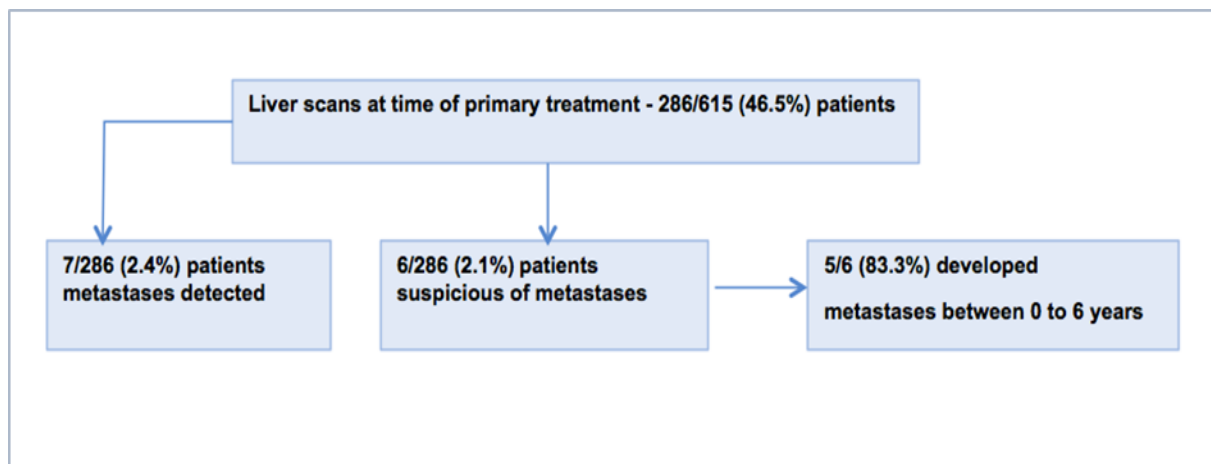 Liver scans at time of primary treatment - 286/615 (46.5%) patients
7/286 (2.4%) patients
metastases detected
6/286 (2.1%) patients
suspicious of metastases
5/6 (83.3%) developed
metastases between 0 to 6 years